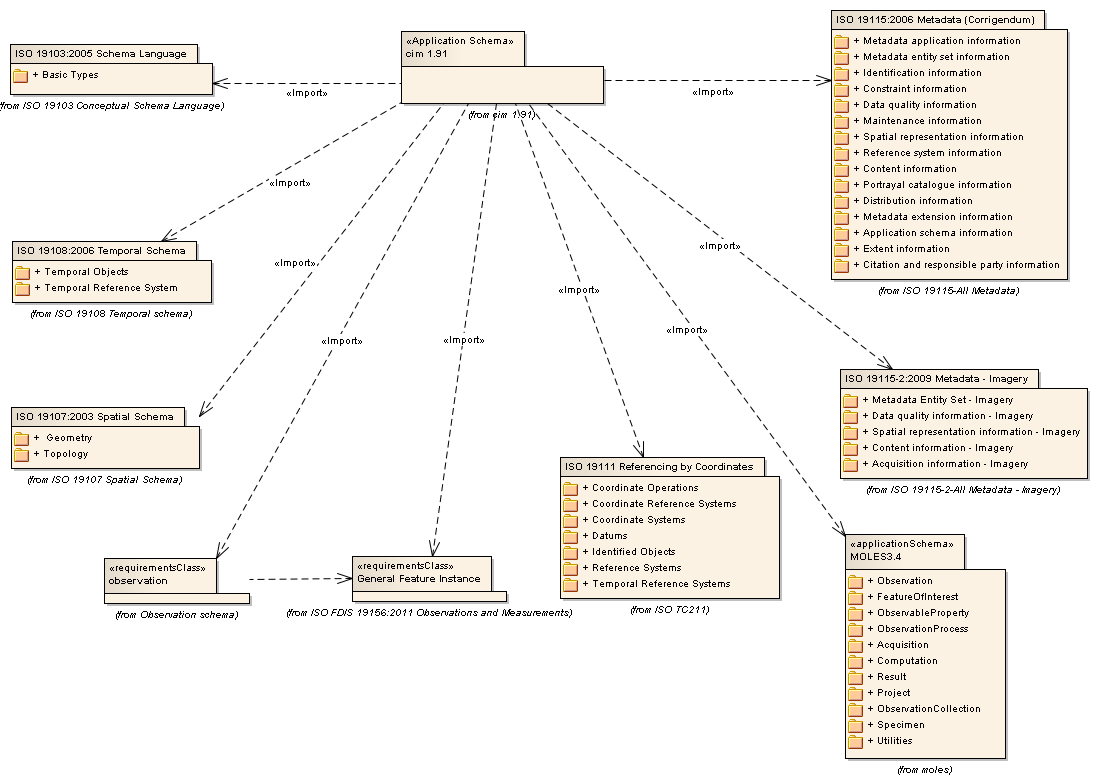 «Application Schema»
cim 1.91
(from cim 1.91)
ISO 19103:2005 Schema Language
+ Basic Types
(from ISO 19103 Conceptual Schema Language)
«Import»
«Import»
ISO 19115:2006 Metadata (Corrigendum)
+ Metadata application information
+ Metadata entity set information
+ Identification information
+ Constraint information
+ Data quality information
+ Maintenance information
+ Spatial representation information
+ Reference system information
+ Content information
+ Portrayal catalogue information
+ Distribution information
+ Metadata extension information
+ Application schema information
+ Extent information
+ Citation and responsible party information
(from ISO 19115-All Metadata)
«Import»
ISO 19108:2006 Temporal Schema
+ Temporal Objects
+ Temporal Reference System
(from ISO 19108 Temporal schema)
«Import»
«Import»
«Import»
«Import»
«Import»
«Import»
ISO 19107:2003 Spatial Schema
+ Geometry
+ Topology
(from ISO 19107 Spatial Schema)
ISO 19115-2:2009 Metadata - Imagery
+ Metadata Entity Set - Imagery
+ Data quality information - Imagery
+ Spatial representation information - Imagery
+ Content information - Imagery
+ Acquisition information - Imagery
(from ISO 19115-2-All Metadata - Imagery)
ISO 19111 Referencing by Coordinates
+ Coordinate Operations
+ Coordinate Reference Systems
+ Coordinate Systems
+ Datums
+ Identified Objects
+ Reference Systems
+ Temporal Reference Systems
(from ISO TC211)
«requirementsClass»
observation
(from Observation schema)
«requirementsClass»
General Feature Instance
(from ISO FDIS 19156:2011 Observations and Measurements)
«applicationSchema»
MOLES3.4
+ Observation
+ FeatureOfInterest
+ ObservableProperty
+ ObservationProcess
+ Acquisition
+ Computation
+ Result
+ Project
+ ObservationCollection
+ Specimen
+ Utilities
(from moles)